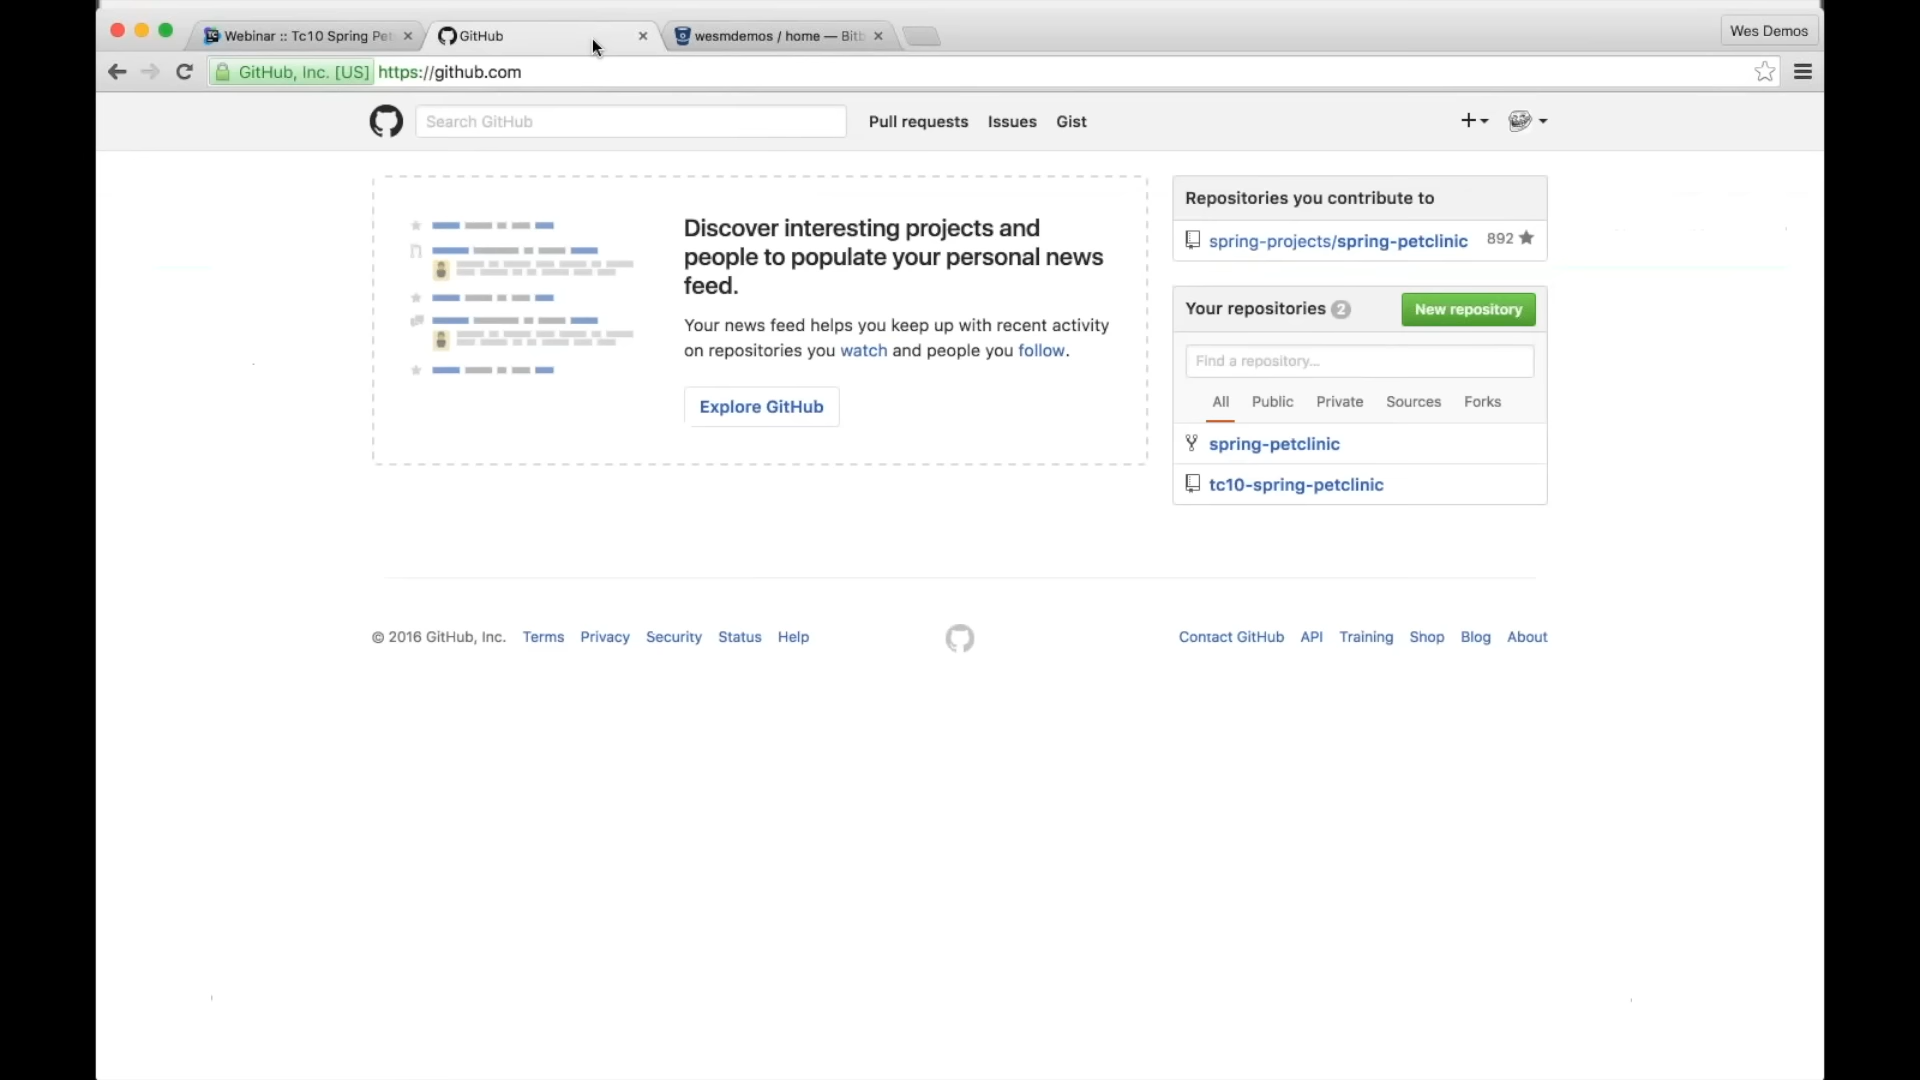 Webinar :: Tc10 Spring Pet
GitHub
wesmdemos / home — Bitb
Wes Demos
GitHub, Inc. [US] https://github.com
Search GitHub
Pull requests Issues Gist
Discover interesting projects and
people to populate your personal news
feed.
Your news feed helps you keep up with recent activity
on repositories you watch and people you follow.
Explore GitHub
Repositories you contribute to
spring-projects/spring-petclinic 892
Your repositories 2
New repository
Find a repository...
All Public Private Sources Forks
spring-petclinic
tc10-spring-petclinic
© 2016 GitHub, Inc. Terms Privacy Security Status Help
Contact GitHub API Training Shop Blog About